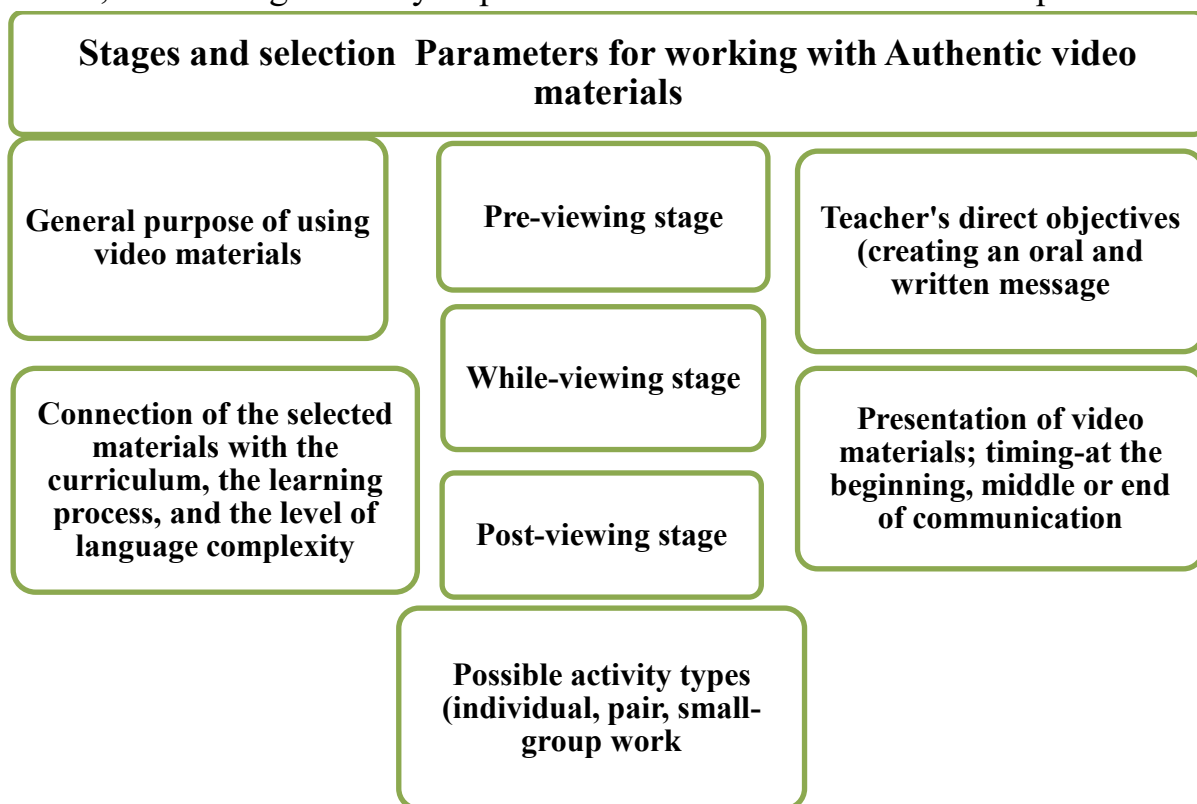 Stages and selection Parameters for working with Authentic video
materials
General purpose of using
video materials
Pre-viewing stage
Teacher's direct objectives
(creating an oral and
written message
While-viewing stage
Connection of the selected
materials with the
curriculum, the learning
process, and the level of
language complexity
Presentation of video
materials; timing-at the
beginning, middle or end
of communication
Post-viewing stage
Possible activity types
(individual, pair, small-
group work